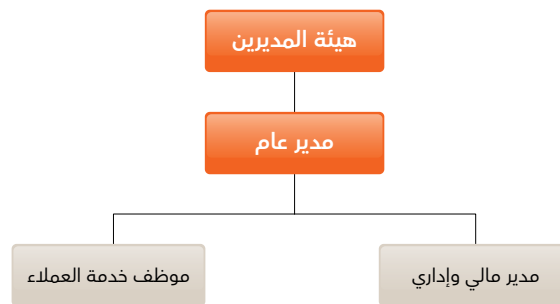 هيئة المديرين
مدير عام
مدير مالي وإداري
موظف خدمة العملاء